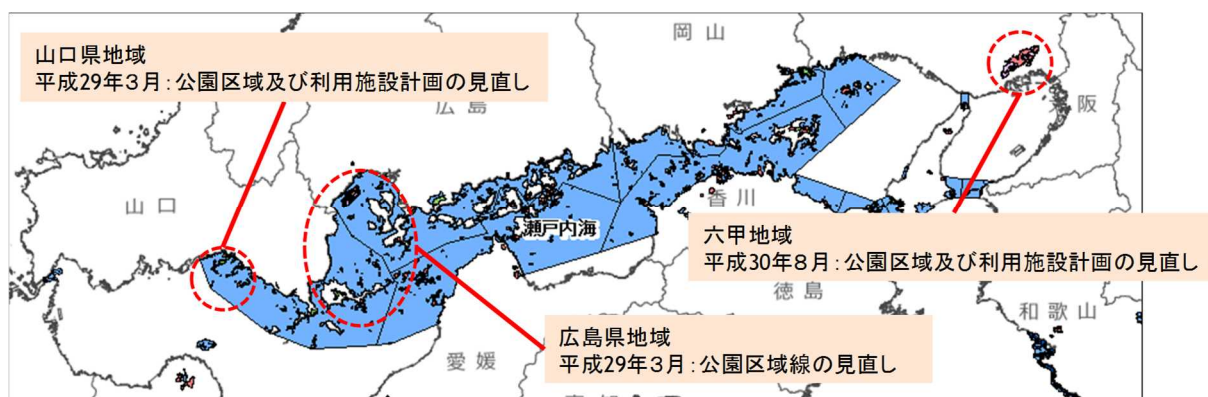 山口県地域
平成29年3月：公園区域及び利用施設計画の見直し
岡山
広島
阪
山口
香川
瀬戸内海
六甲地域
平成30年8月：公園区域及び利用施設計画の見直し
徳島
和歌山
広島県地域
平成29年3月：公園区域線の見直し
愛媛